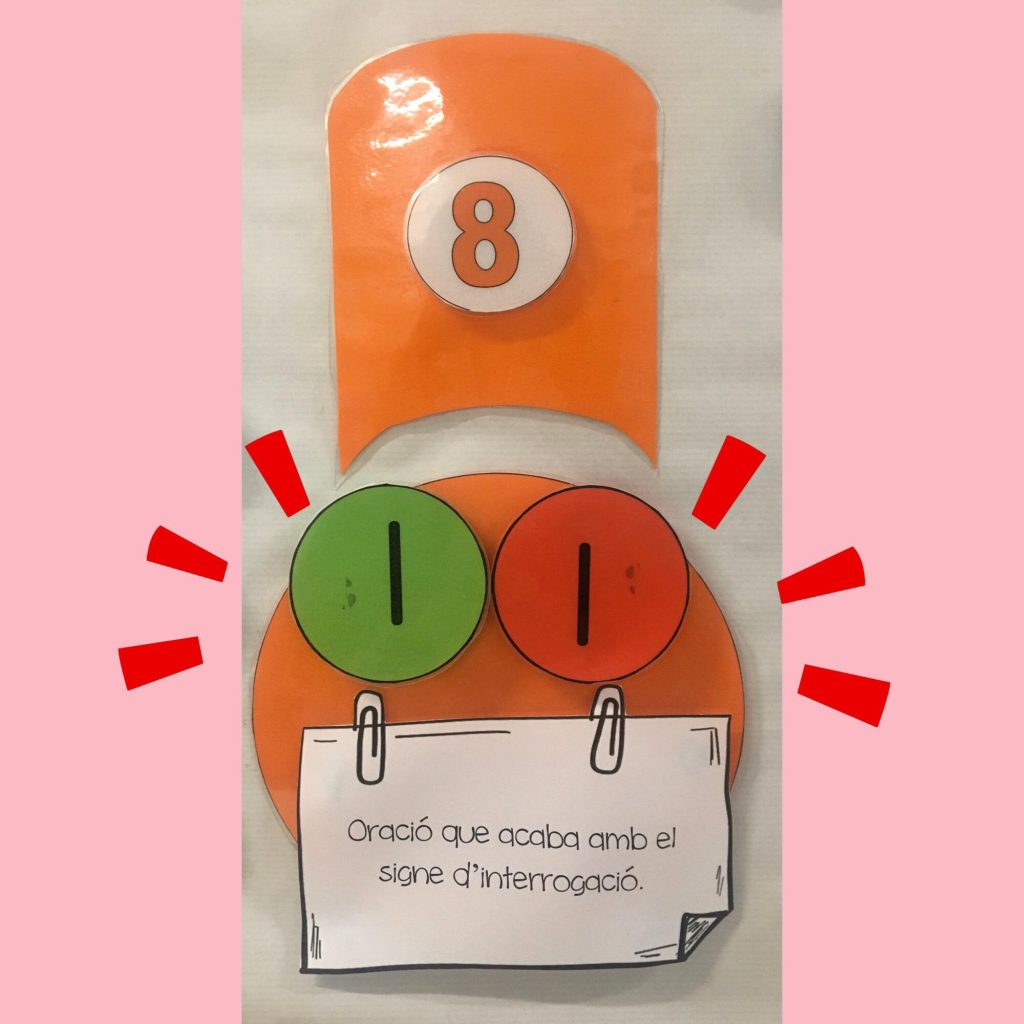 8
I I
Oració que acaba amb el
signe d'interrogació.